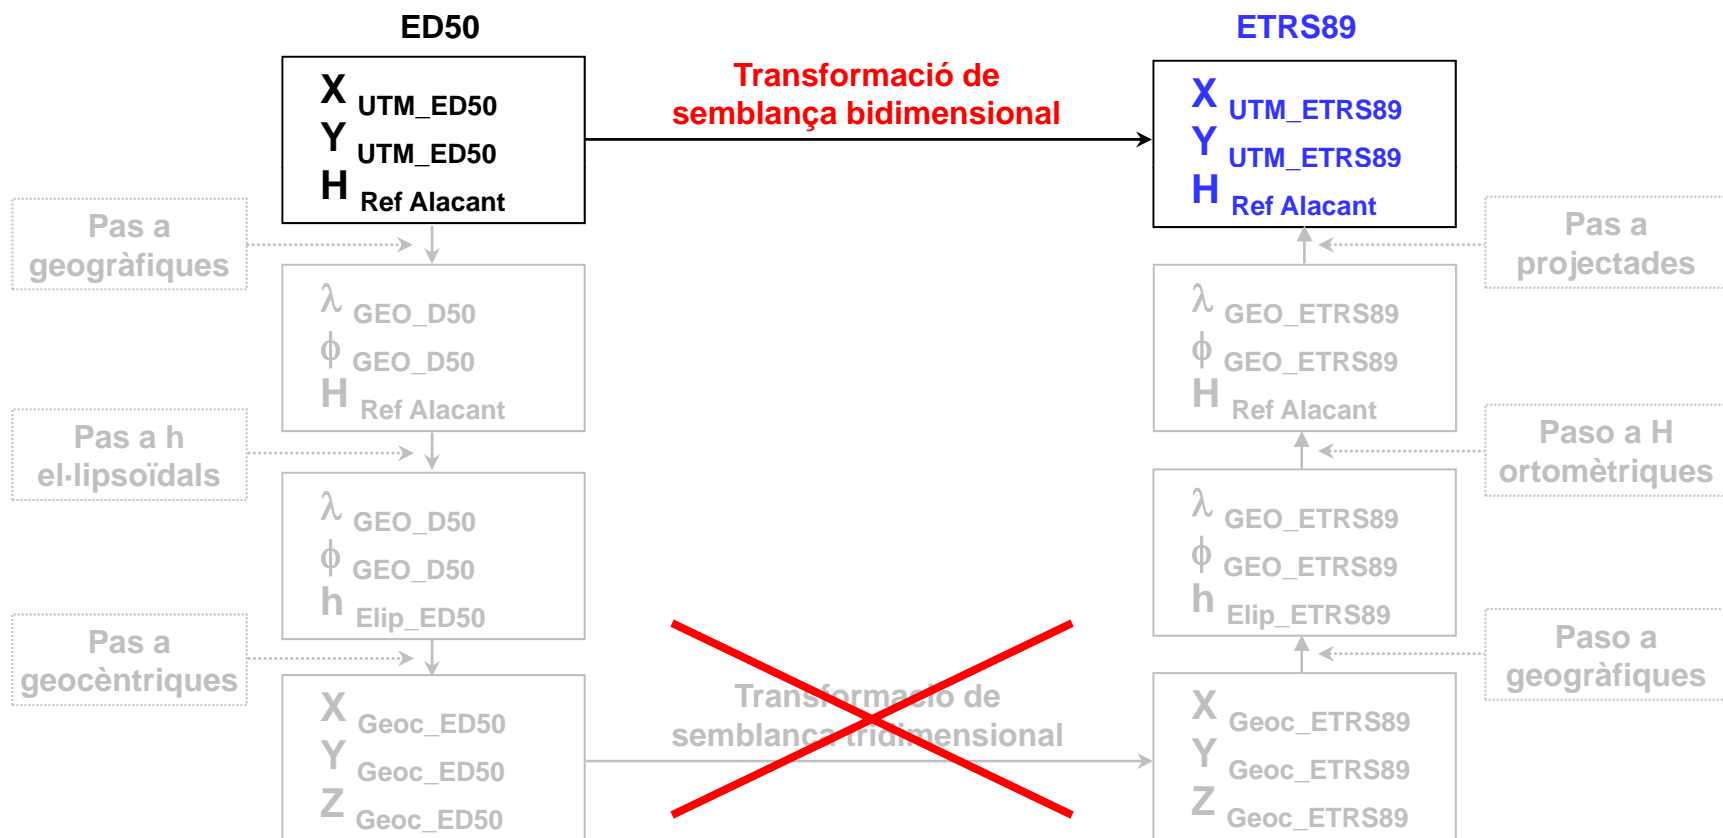 ED50
ETRS89
X UTM_ED50
Y UTM_ED50
H Ref Alacant
Transformació de
semblança bidimensional
X UTM_ETRS89
Y UTM_ETRS89
H Ref Alacant
Pas a
geogràfiques
Pas a
projectades
λ GEO_D50
ϕ GEO_D50
H Ref Alacant
λ GEO_ETRS89
ϕ GEO_ETRS89
H Ref Alacant
Pas a h
el·lipsoïdals
Paso a H
ortomètriques
λ GEO_D50
ϕ GEO_D50
h Elip_ED50
λ GEO_ETRS89
ϕ GEO_ETRS89
h Elip_ETRS89
Pas a
geocèntriques
Paso a
geogràfiques
X Geoc_ED50
Y Geoc_ED50
Z Geoc_ED50
Transformació de
semblança tridimensional
X Geoc_ETRS89
Y Geoc_ETRS89
Z Geoc_ETRS89